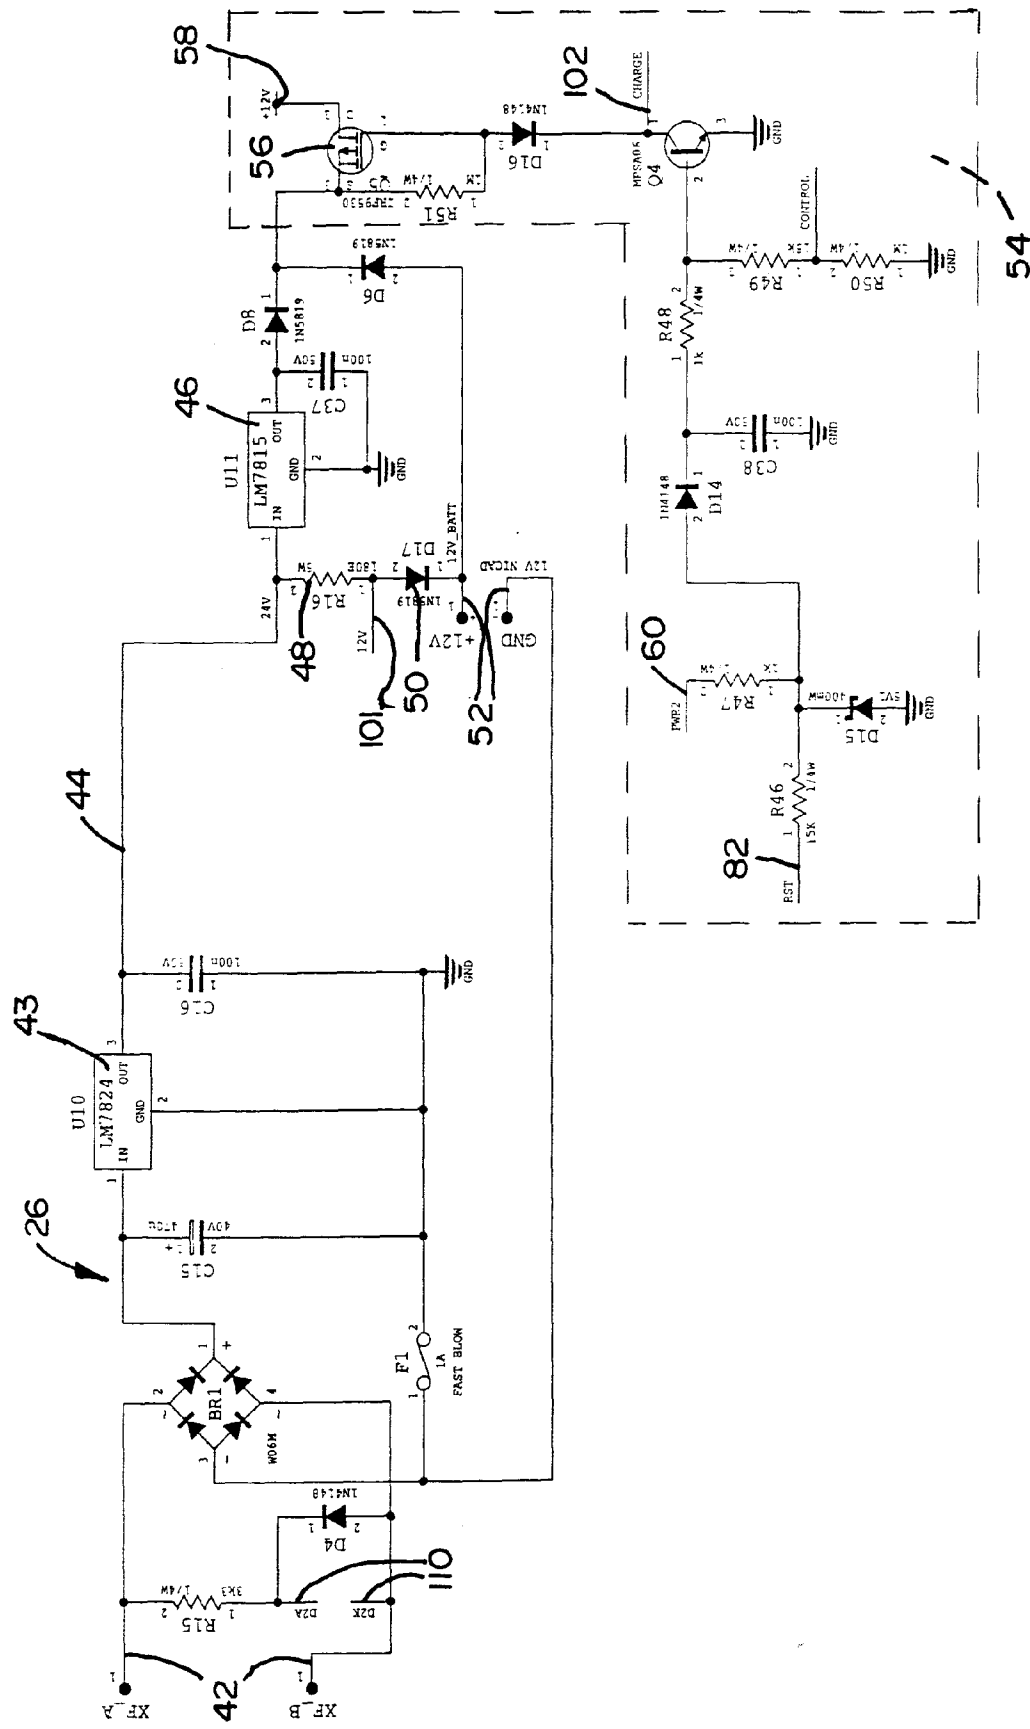 58
+12V
56
Q5
IRF9530
1/4W
R51
1M
D16
1N4148
102
CHARGE
MPSA06
Q4
GND
54
D8
1N5819
D6
1N5819
46
U11
LM7815
IN
OUT
GND
50V
100n
C37
GND
24V
48
5W
R16
180E
12V
101
50
D17
1N5819
12V_BATT
+12V
GND
52
12V NICAD
R49
15k
1/4W
CONTROL
R50
1/4W
1M
GND
R48
1k
1/4W
50V
100n
C38
GND
1N4148
D14
60
PWR2
R47
1/4W
1K
400mW
5V1
D15
GND
R46
15K
1/4W
82
RST
44
43
U10
LM7824
IN
OUT
GND
C26
100n
GND
26
470u
40V
C15
F1
1A
FAST BLOW
BR1
W06M
1N4148
D4
R15
1/4W
3k3
D2A
D2K
110
42
XF_A
XF_B